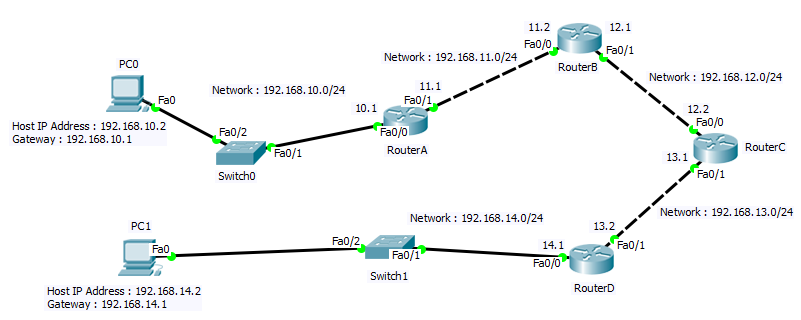 11.2
12.1
Fa0/0
Fa0/1
RouterB
Network : 192.168.11.0/24
PC0
Network : 192.168.10.0/24
11.1
Network : 192.168.12.0/24
Fa0
10.1
Fa0/1
12.2
Fa0/0
Host IP Address : 192.168.10.2
Gateway : 192.168.10.1
Fa0/2
Fa0/1
Fa0/0
RouterA
RouterC
13.1
Fa0/1
Switch0
Network : 192.168.13.0/24
Network : 192.168.14.0/24
PC1
13.2
Fa0
Fa0/2
Fa0/1
14.1
Fa0/1
Fa0/0
Switch1
RouterD
Host IP Address : 192.168.14.2
Gateway : 192.168.14.1